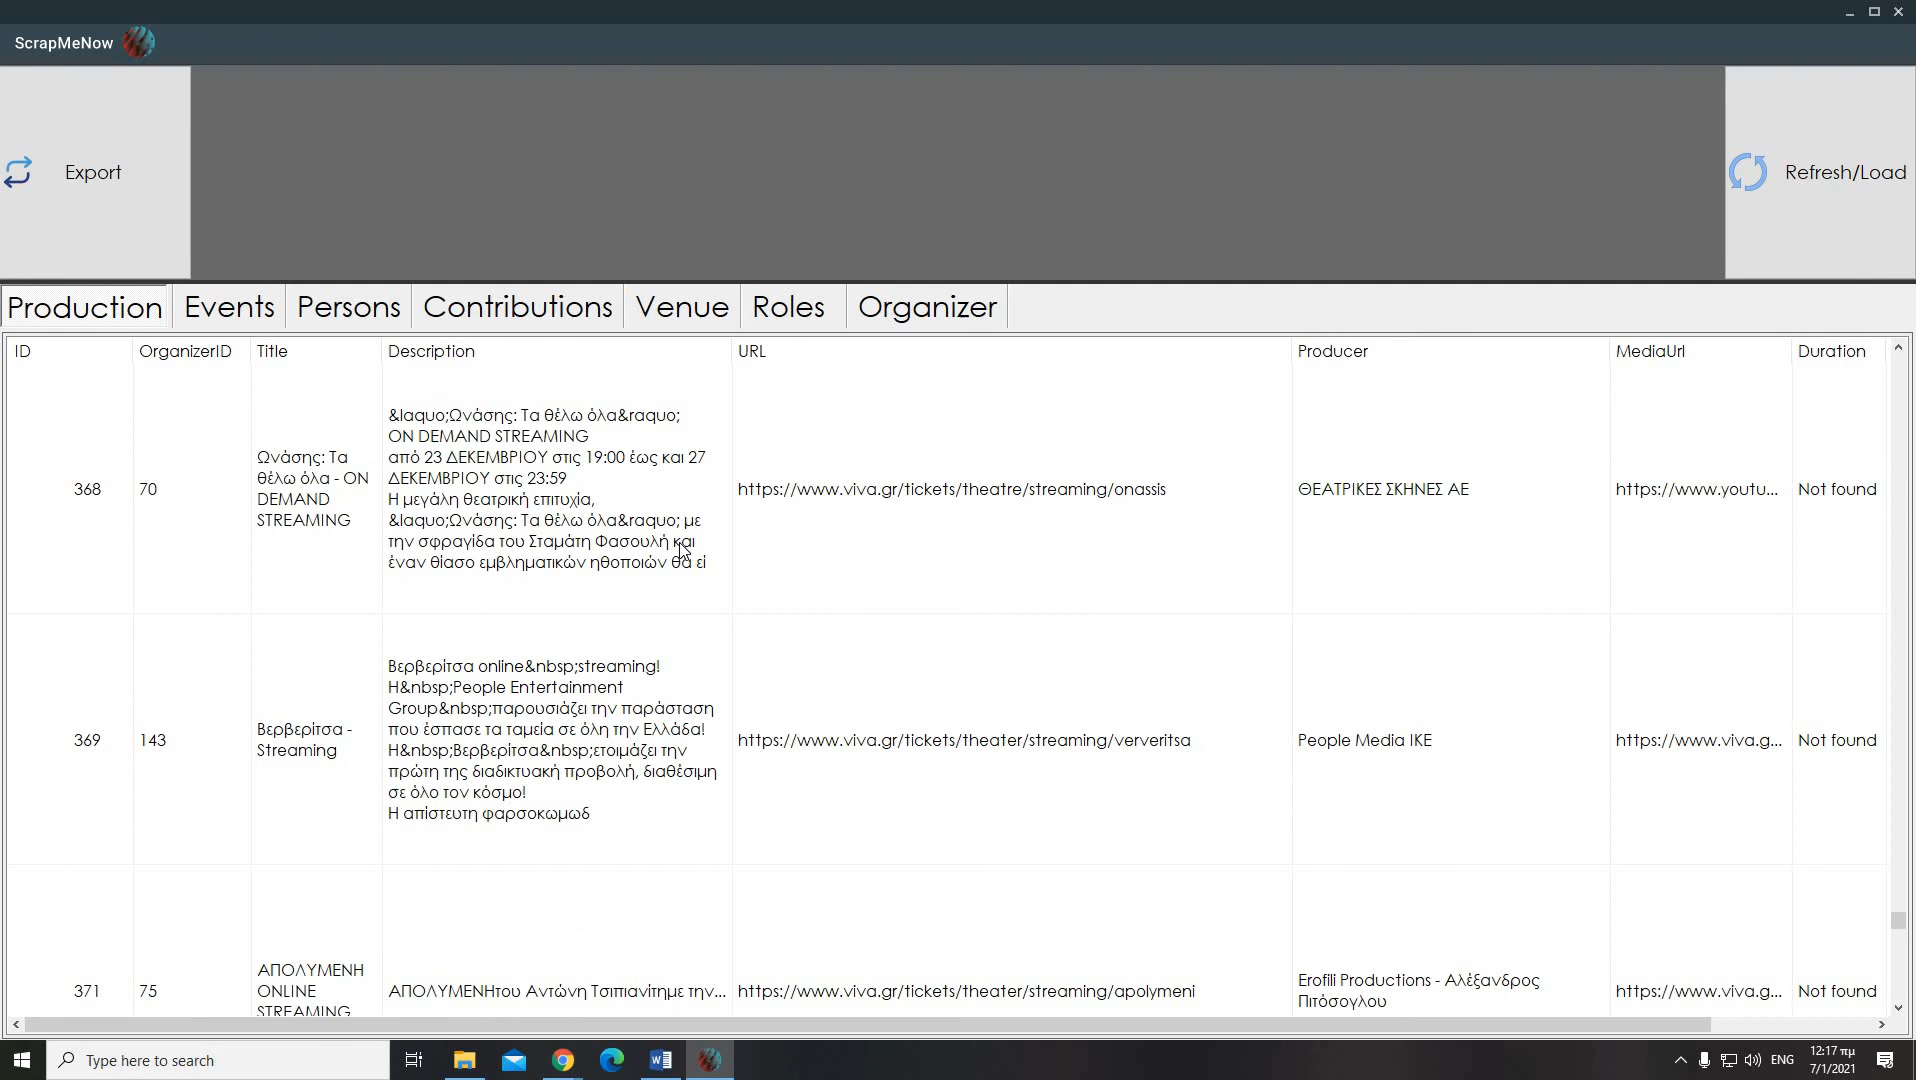 ScrapMeNow
Export
Refresh/Load
Production
Events
Persons
Contributions
Venue
Roles
Organizer
ID
OrganizerID
Title
Description
URL
Producer
MediaUrl
Duration
368
70
Ωνάσης: Τα
θέλω όλα - ON
DEMAND
STREAMING
&laquo;Ωνάσης: Τα θέλω όλα&raquo;
ON DEMAND STREAMING
από 23 ΔΕΚΕΜΒΡΙΟΥ στις 19:00 έως και 27
ΔΕΚΕΜΒΡΙΟΥ στις 23:59
Η μεγάλη θεατρική επιτυχία,
&laquo;Ωνάσης: Τα θέλω όλα&raquo; με
την σφραγίδα του Σταμάτη Φασουλή και
έναν θίασο εμβληματικών ηθοποιών θα εί
https://www.viva.gr/tickets/theatre/streaming/onassis
ΘΕΑΤΡΙΚΕΣ ΣΚΗΝΕΣ ΑΕ
https://www.youtu...
Not found
369
143
Βερβερίτσα -
Streaming
Βερβερίτσα online&nbsp;streaming!
Η&nbsp;People Entertainment
Group&nbsp;παρουσιάζει την παράσταση
που έσπασε τα ταμεία σε όλη την Ελλάδα!
Η&nbsp;Βερβερίτσα&nbsp;ετοιμάζει την
πρώτη της διαδικτυακή προβολή, διαθέσιμη
σε όλο τον κόσμο!
Η απίστευτη φαρσοκωμωδ
https://www.viva.gr/tickets/theater/streaming/ververitsa
People Media IKE
https://www.viva.g...
Not found
371
75
ΑΠΟΛΥΜΕΝΗ
ONLINE
STREAMING
ΑΠΟΛΥΜΕΝΗτου Αντώνη Τσιπιανίτημε την...
https://www.viva.gr/tickets/theater/streaming/apolymeni
Erofili Productions - Αλέξανδρος
Πιτόσογλου
https://www.viva.g...
Not found
Type here to search
ENG
12:17 πμ
7/1/2021